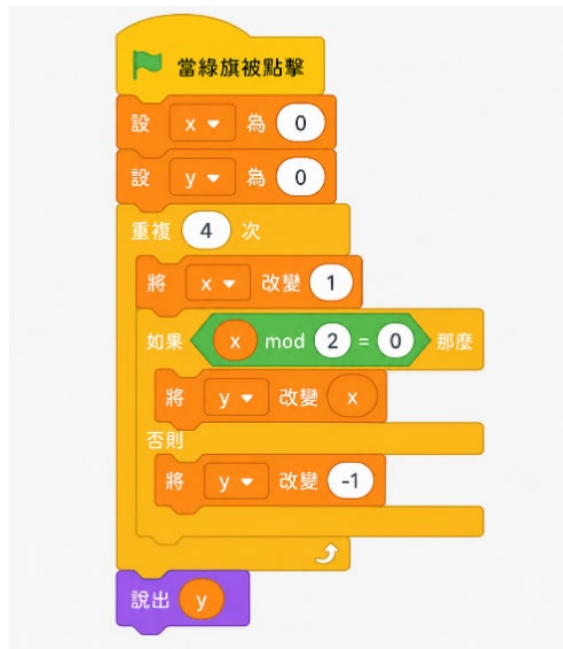 當綠旗被點擊
設 x 為 0
設 y 為 0
重複 4 次
將 x 改變 1
如果 x mod 2 = 0 那麼
將 y 改變 x
否則
將 y 改變 -1
說出 y